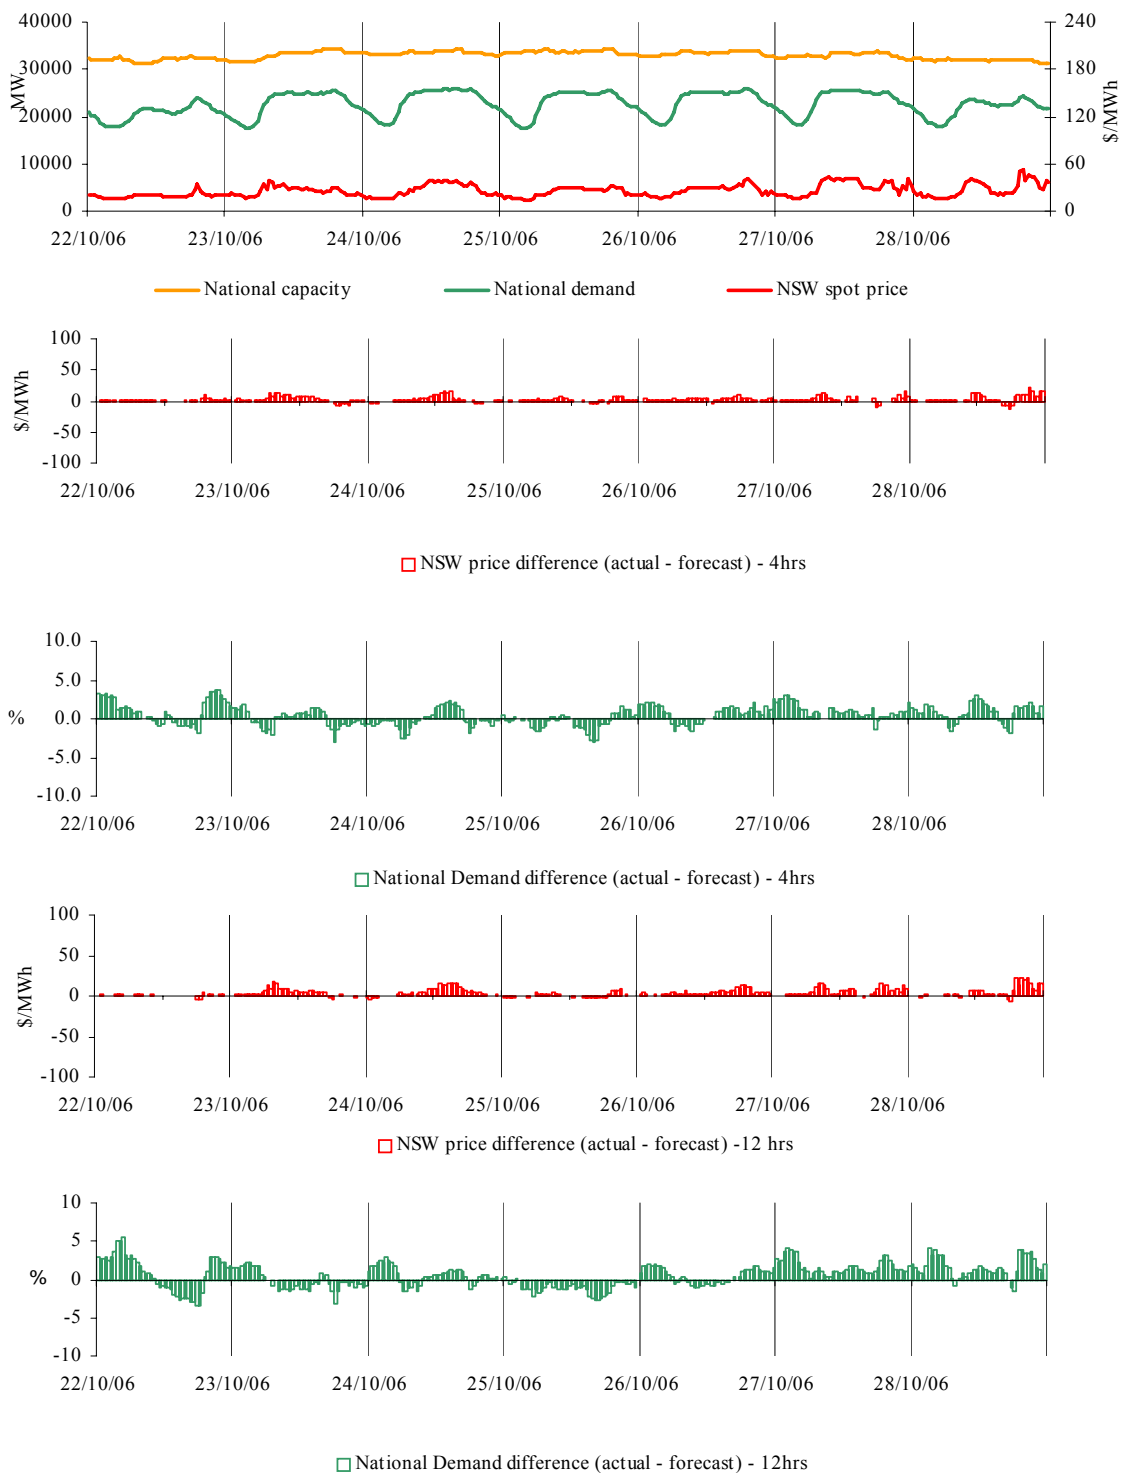 40000
30000
20000
10000
0
MW
240
180
120
60
0
$/MWh
22/10/06 23/10/06 24/10/06 25/10/06 26/10/06 27/10/06 28/10/06
National capacity National demand NSW spot price
100
50
0
-50
-100
$/MWh
22/10/06 23/10/06 24/10/06 25/10/06 26/10/06 27/10/06 28/10/06
NSW price difference (actual - forecast) - 4hrs
10.0
5.0
0.0
-5.0
-10.0
%
22/10/06 23/10/06 24/10/06 25/10/06 26/10/06 27/10/06 28/10/06
National Demand difference (actual - forecast) - 4hrs
100
50
0
-50
-100
$/MWh
22/10/06 23/10/06 24/10/06 25/10/06 26/10/06 27/10/06 28/10/06
NSW price difference (actual - forecast) -12 hrs
10
5
0
-5
-10
%
22/10/06 23/10/06 24/10/06 25/10/06 26/10/06 27/10/06 28/10/06
National Demand difference (actual - forecast) - 12hrs